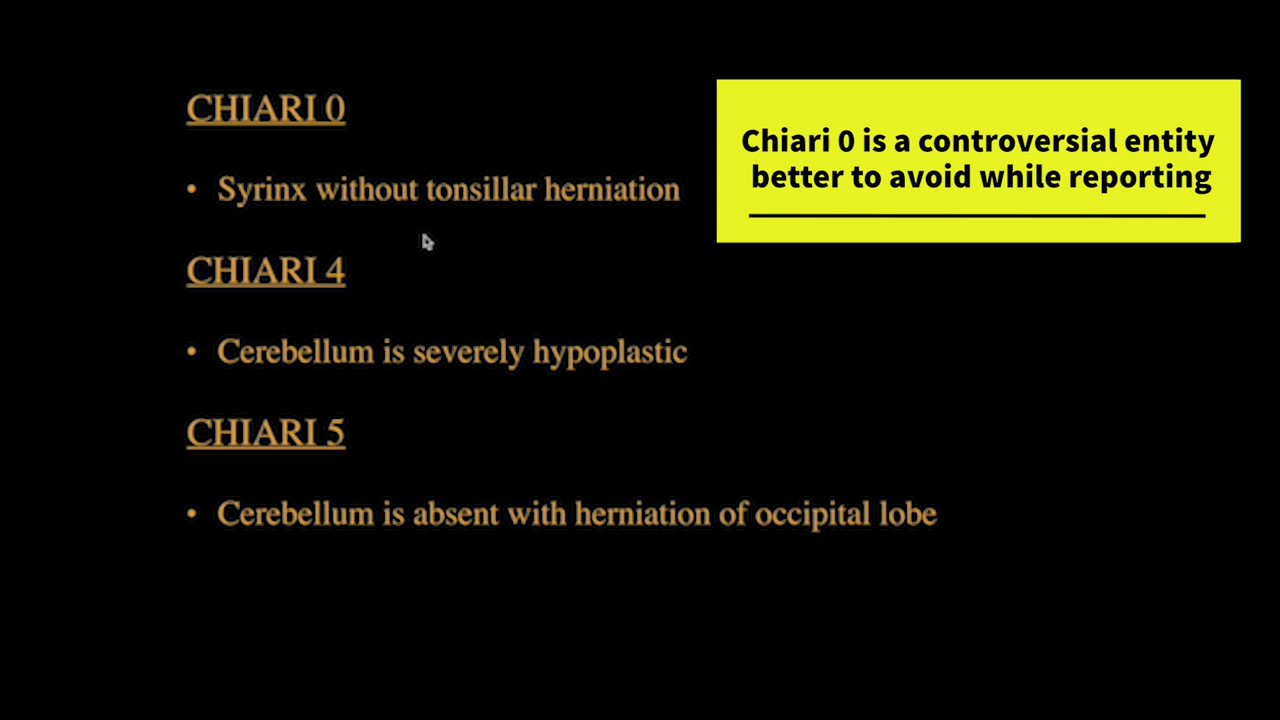 CHIARI 0
• Syrinx without tonsillar herniation
Chiari 0 is a controversial entity
better to avoid while reporting
CHIARI 4
• Cerebellum is severely hypoplastic
CHIARI 5
• Cerebellum is absent with herniation of occipital lobe